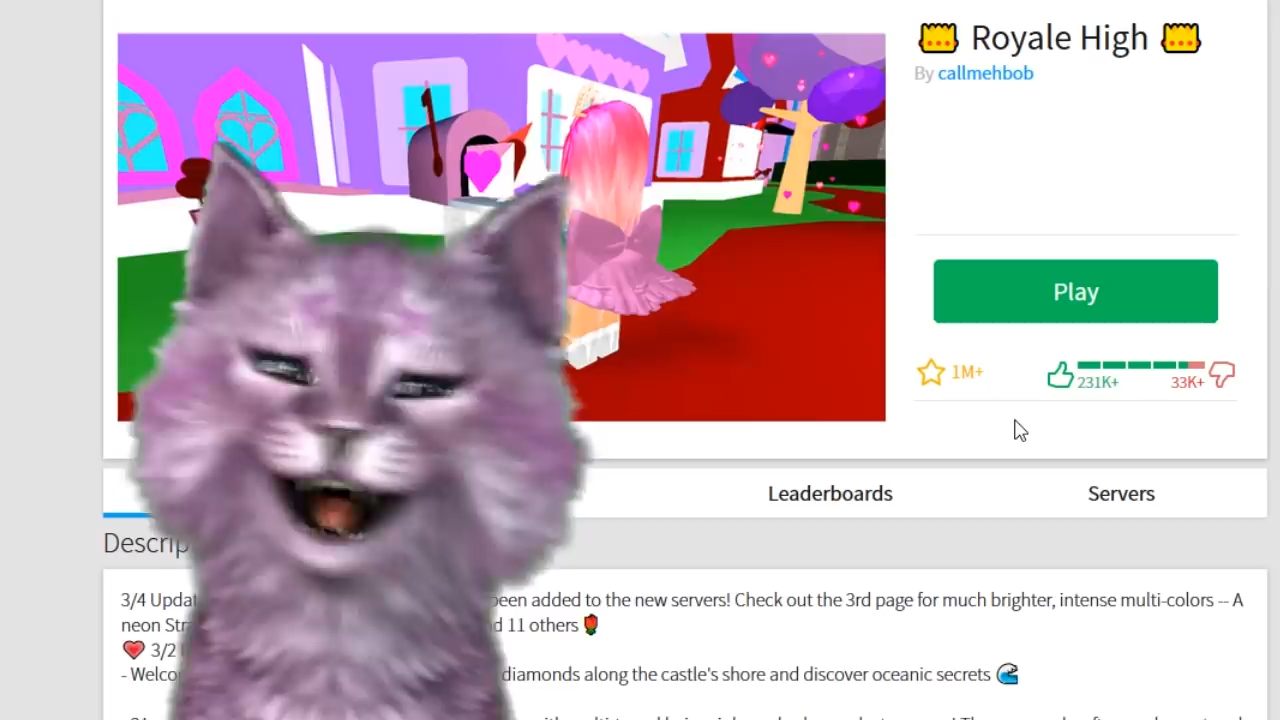 Royale High
By callmehbob
Play
1M+
231K+
33K+
Leaderboards
Servers
Descrip
3/4 Updat been added to the new servers! Check out the 3rd page for much brighter, intense multi-colors -- A
neon Str d 11 others
3/2
- Welco diamonds along the castle's shore and discover oceanic secrets